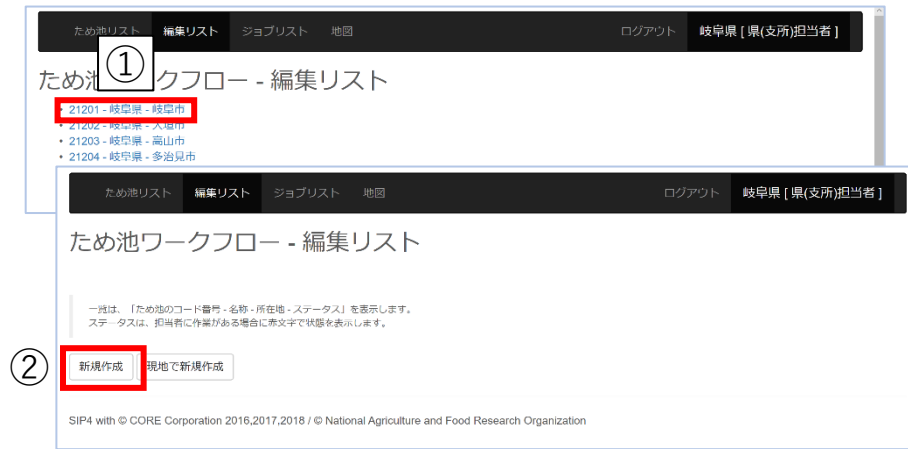 ため池リスト 編集リスト ジョブリスト 地図 ログアウト 岐阜県 [ 県(支所)担当者 ]
①
ため池ワークフロー - 編集リスト
• 21201 - 岐阜県 - 岐阜市
• 21202 - 岐阜県 - 大垣市
• 21203 - 岐阜県 - 高山市
• 21204 - 岐阜県 - 多治見市
ため池リスト 編集リスト ジョブリスト 地図 ログアウト 岐阜県 [ 県(支所)担当者 ]
ため池ワークフロー - 編集リスト
一覧は、「ため池のコード番号 - 名称 - 所在地 - ステータス」を表示します。
ステータスは、担当者に作業がある場合に赤文字で状態を表示します。
② 新規作成 現地で新規作成
SIP4 with © CORE Corporation 2016,2017,2018 / © National Agriculture and Food Research Organization